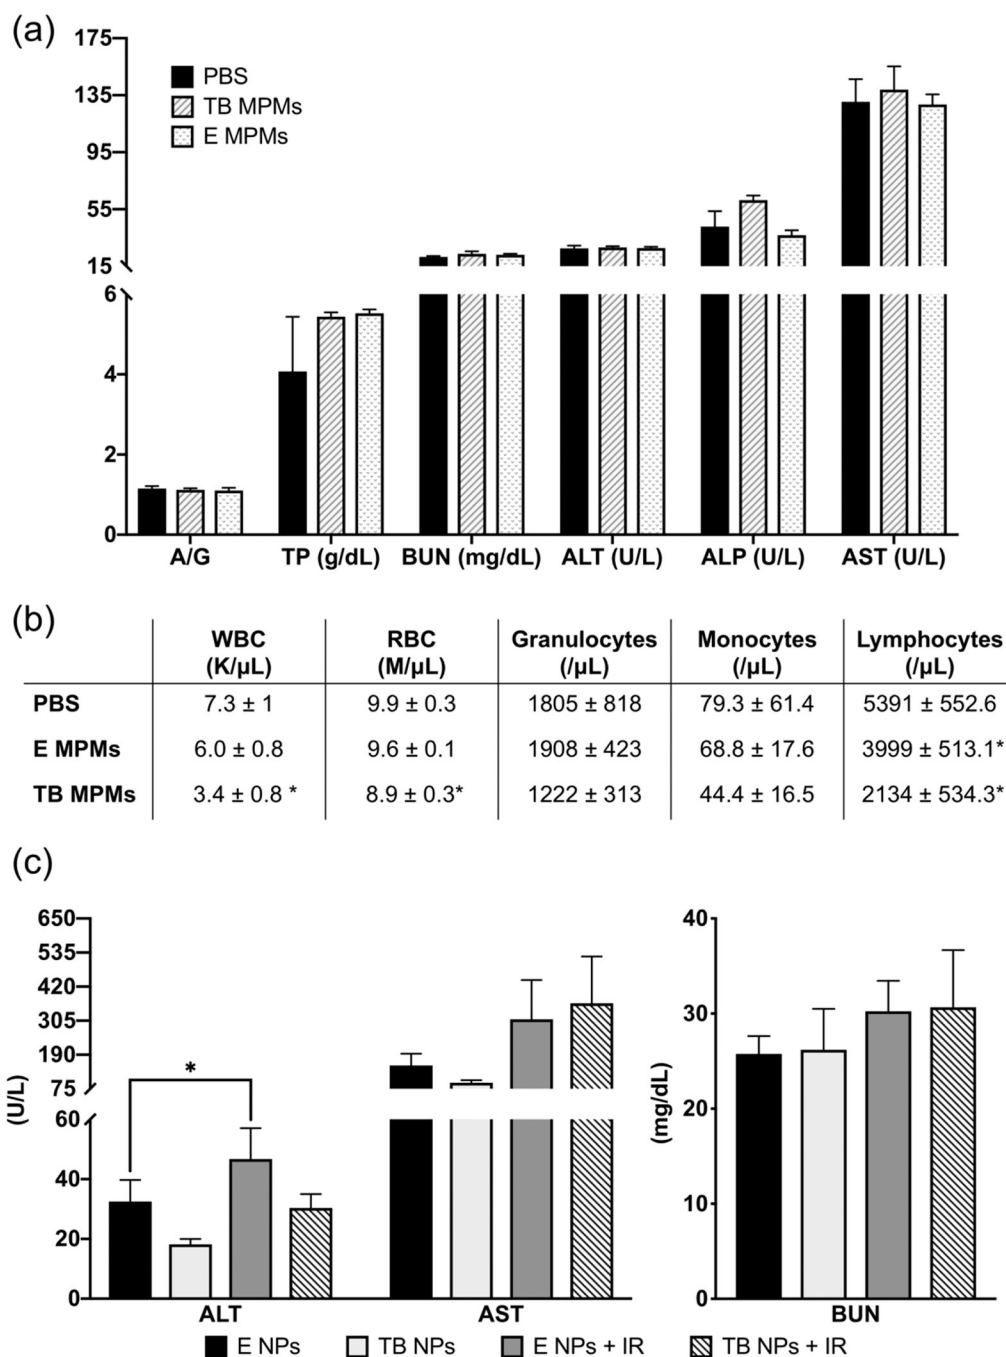 (a)
175
135
95
55
15
6
4
2
0
PBS
TB MPMs
E MPMs
A/G TP (g/dL) BUN (mg/dL) ALT (U/L) ALP (U/L) AST (U/L)
(b)
WBC (K/µL) RBC (M/µL) Granulocytes (/µL) Monocytes (/µL) Lymphocytes (/µL)
PBS 7.3 ± 1 9.9 ± 0.3 1805 ± 818 79.3 ± 61.4 5391 ± 552.6
E MPMs 6.0 ± 0.8 9.6 ± 0.1 1908 ± 423 68.8 ± 17.6 3999 ± 513.1*
TB MPMs 3.4 ± 0.8 * 8.9 ± 0.3* 1222 ± 313 44.4 ± 16.5 2134 ± 534.3*
(c)
(U/L)
650
535
420
305
190
75
60
40
20
0
*
ALT AST
(mg/dL)
40
30
20
10
0
BUN
E NPs TB NPs E NPs + IR TB NPs + IR